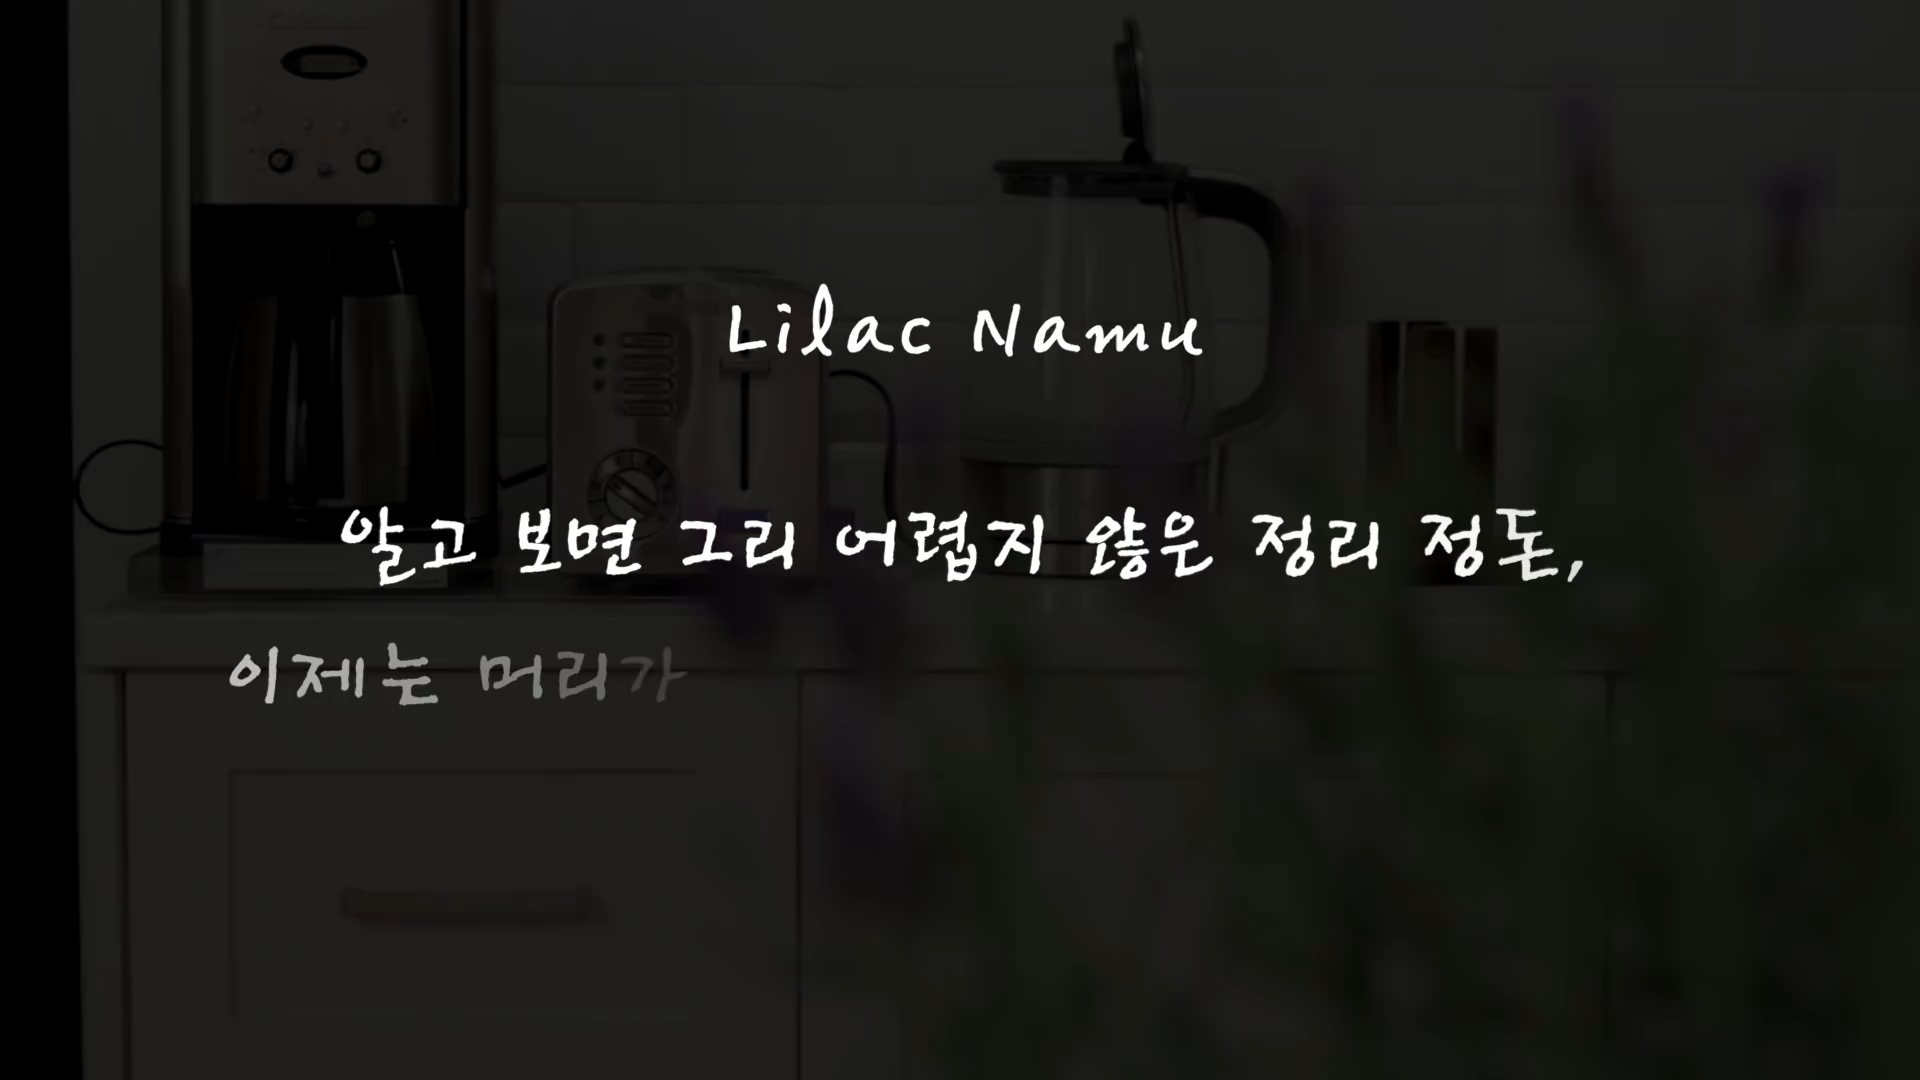 Lilac Namu
알고 보면 그리 어렵지 않은 정리 정돈,
이제는 머리가